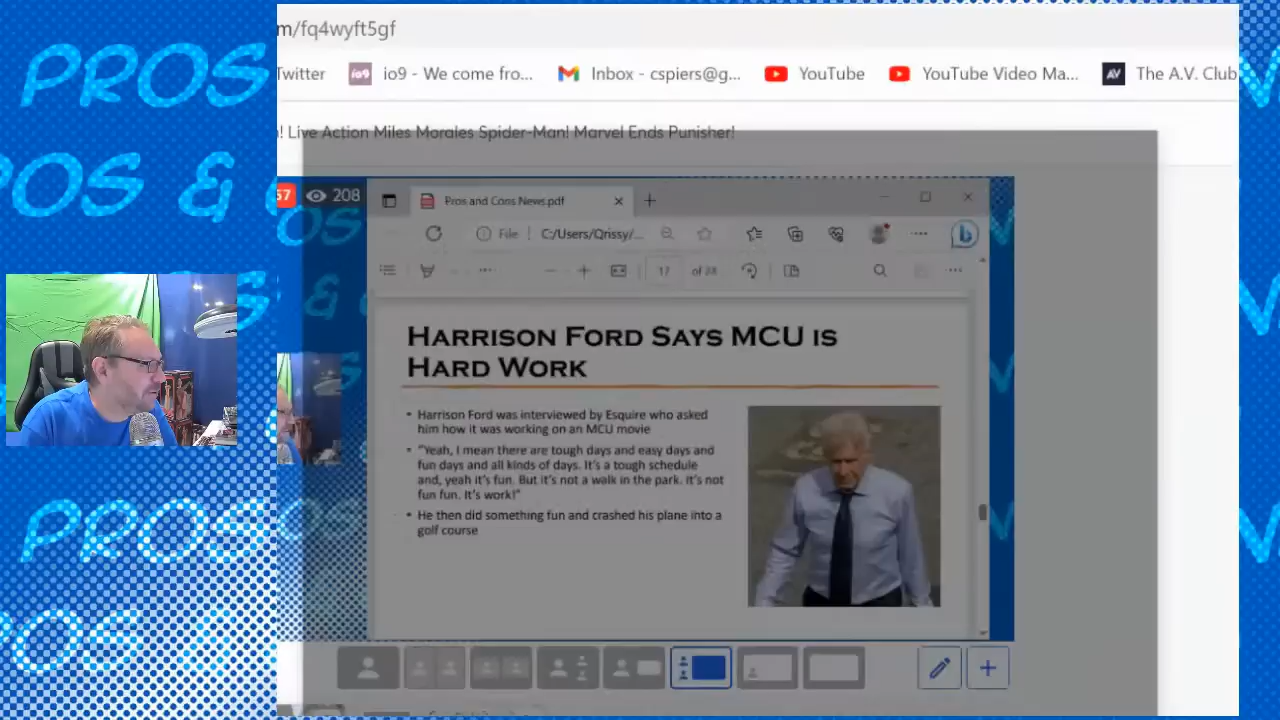 PROS
m/fq4wyft5gf
Twitter
io9 - We come fro...
Inbox - cspiers@g...
YouTube
YouTube Video Ma...
The A.V. Club
! Live Action Miles Morales Spider-Man! Marvel Ends Punisher!
OS &
57
208
Pros and Cons News.pdf
File
C:/Users/Qrissy/...
17
of 28
HARRISON FORD SAYS MCU IS
HARD WORK
• Harrison Ford was interviewed by Esquire who asked
him how it was working on an MCU movie
• "Yeah, I mean there are tough days and easy days and
fun days and all kinds of days. It's a tough schedule
and, yeah it's fun. But it's not a walk in the park. It's not
fun fun. It's work!"
• He then did something fun and crashed his plane into a
golf course
PROS